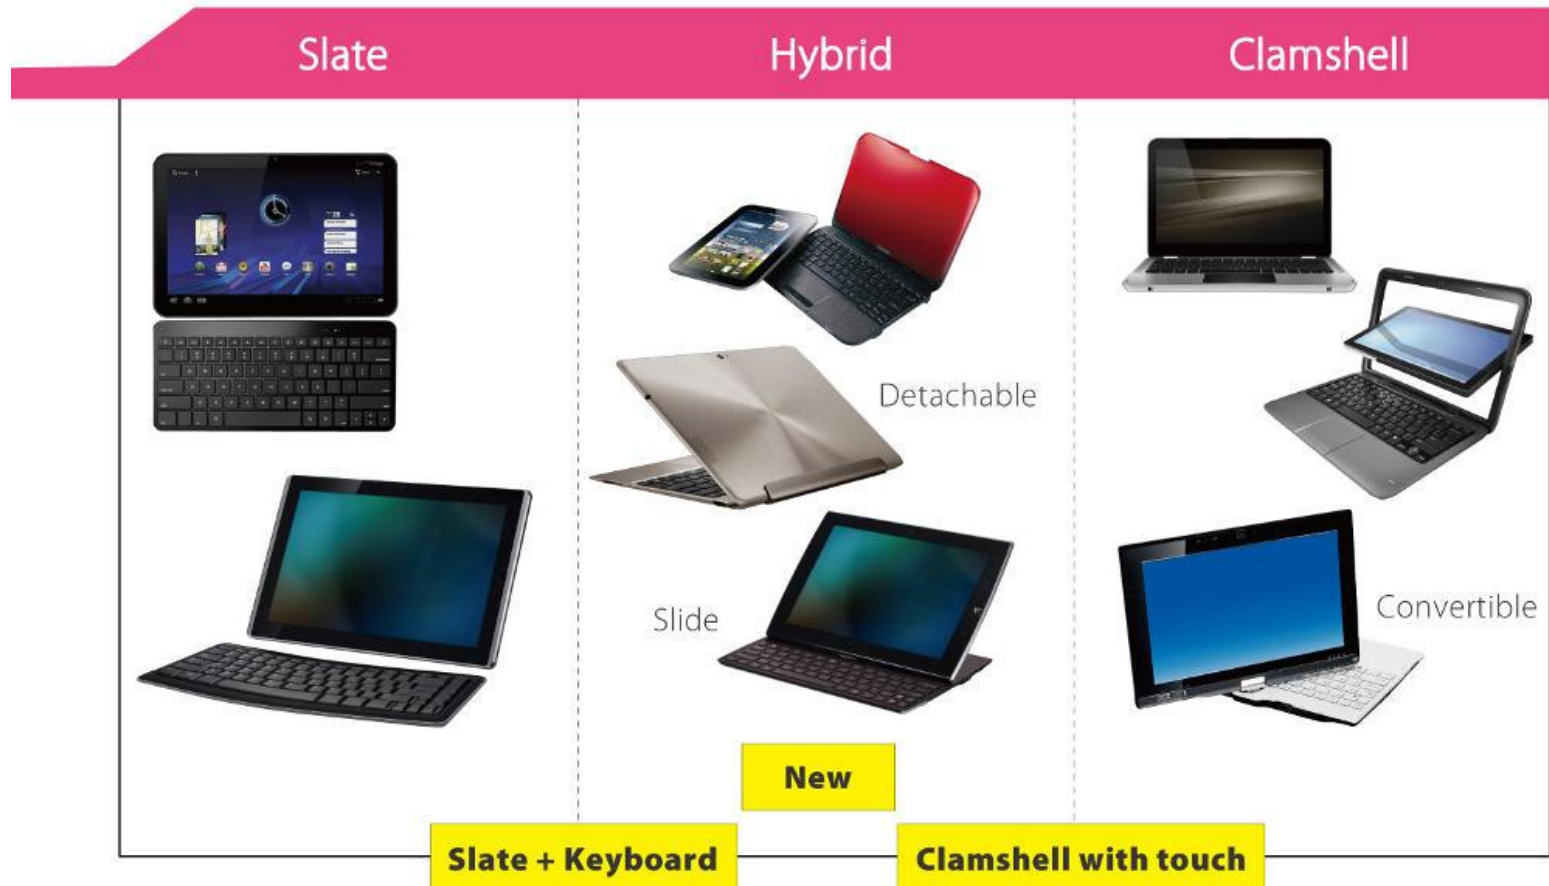 Slate
Hybrid
Clamshell
Detachable
Slide
Convertible
New
Slate + Keyboard
Clamshell with touch